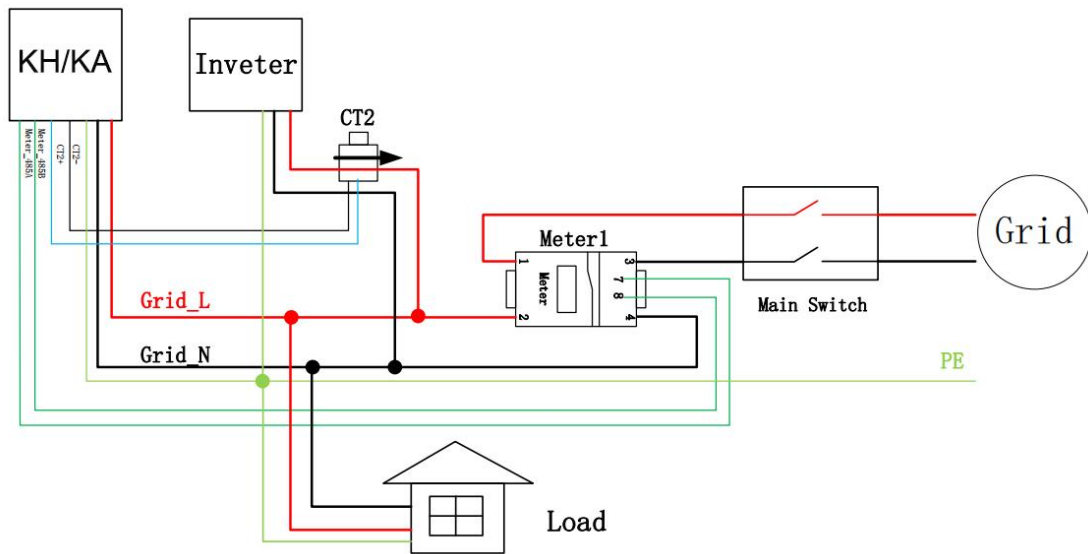 KH/KA
Inveter
CT2
Meter_485A
Meter_485B
CT2+
CT2-
Meter1
1
2
Meter
3
7
8
4
Main Switch
Grid
Grid_L
Grid_N
PE
Load